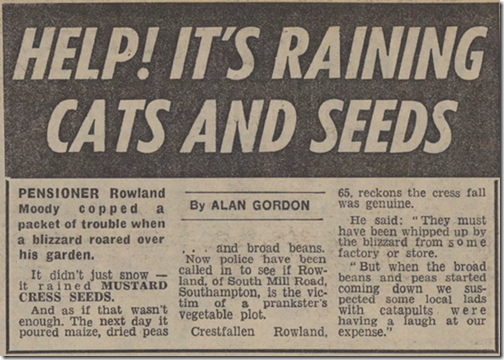 HELP! IT'S RAINING
CATS AND SEEDS
PENSIONER Rowland
Moody copped a
packet of trouble when
a blizzard roared over
his garden.
It didn't just snow —
it rained MUSTARD
CRESS SEEDS.
And as if that wasn't
enough. The next day it
poured maize, dried peas
By ALAN GORDON
. . . and broad beans.
Now police have been
called in to see if Row-
land, of South Mill Road,
Southampton, is the vic-
tim of a prankster's
vegetable plot.
Crestfallen Rowland,
65, reckons the cress fall
was genuine.
He said: "They must
have been whipped up by
the blizzard from some
factory or store.
"But when the broad
beans and peas started
coming down we sus-
pected some local lads
with catapults were
having a laugh at our
expense."